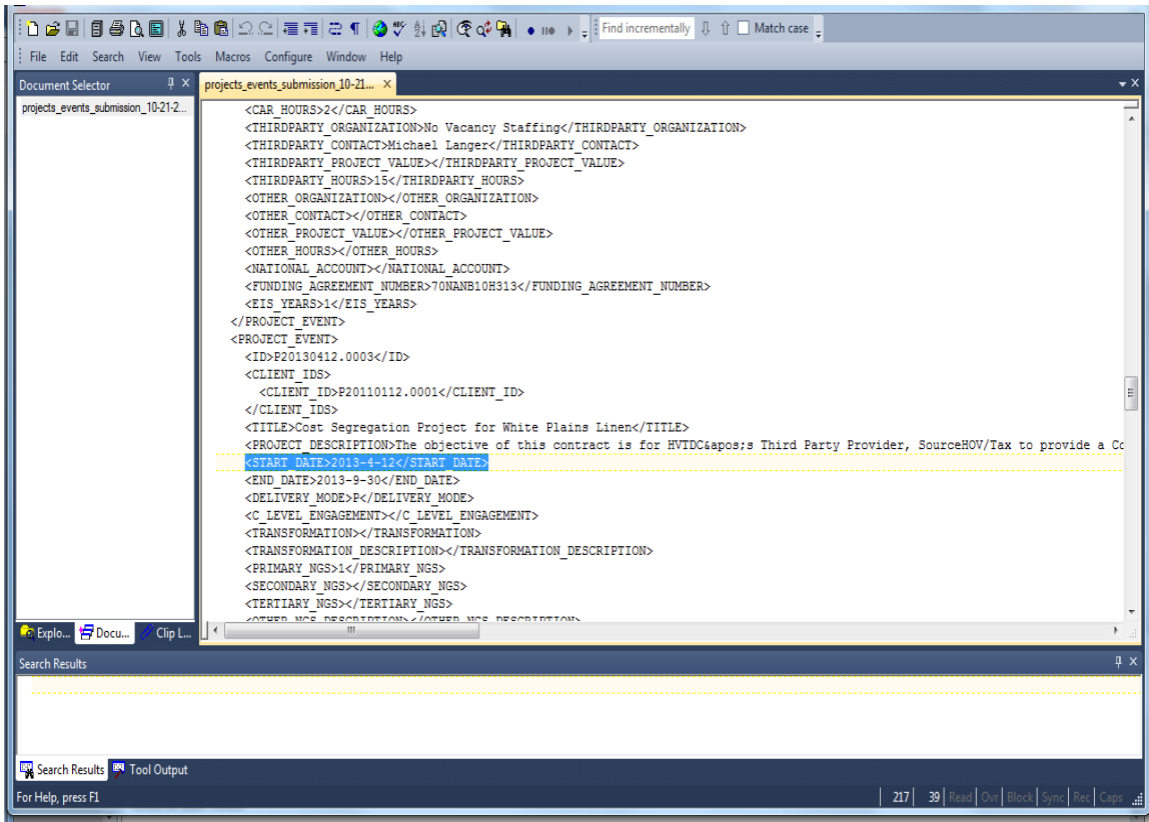 Find incrementally Match case
File Edit Search View Tools Macros Configure Window Help
Document Selector
projects_events_submission_10-21-2...
projects_events_submission_10-21...
<CAR_HOURS>2</CAR_HOURS>
<THIRDPARTY_ORGANIZATION>No Vacancy Staffing</THIRDPARTY_ORGANIZATION>
<THIRDPARTY_CONTACT>Michael Langer</THIRDPARTY_CONTACT>
<THIRDPARTY_PROJECT_VALUE></THIRDPARTY_PROJECT_VALUE>
<THIRDPARTY_HOURS>15</THIRDPARTY_HOURS>
<OTHER_ORGANIZATION></OTHER_ORGANIZATION>
<OTHER_CONTACT></OTHER_CONTACT>
<OTHER_PROJECT_VALUE></OTHER_PROJECT_VALUE>
<OTHER_HOURS></OTHER_HOURS>
<NATIONAL_ACCOUNT></NATIONAL_ACCOUNT>
<FUNDING_AGREEMENT_NUMBER>70NANB10H313</FUNDING_AGREEMENT_NUMBER>
<EIS_YEARS>1</EIS_YEARS>
</PROJECT_EVENT>
<PROJECT_EVENT>
<ID>P20130412.0003</ID>
<CLIENT_IDS>
<CLIENT_ID>P20110112.0001</CLIENT_ID>
</CLIENT_IDS>
<TITLE>Cost Segregation Project for White Plains Linen</TITLE>
<PROJECT_DESCRIPTION>The objective of this contract is for HVTDC&apos;s Third Party Provider, SourceHOV/Tax to provide a Co
<START_DATE>2013-4-12</START_DATE>
<END_DATE>2013-9-30</END_DATE>
<DELIVERY_MODE>P</DELIVERY_MODE>
<C_LEVEL_ENGAGEMENT></C_LEVEL_ENGAGEMENT>
<TRANSFORMATION></TRANSFORMATION>
<TRANSFORMATION_DESCRIPTION></TRANSFORMATION_DESCRIPTION>
<PRIMARY_NGS>1</PRIMARY_NGS>
<SECONDARY_NGS></SECONDARY_NGS>
<TERTIARY_NGS></TERTIARY_NGS>
<OTHER_NGS_DESCRIPTION></OTHER_NGS_DESCRIPTION>
Explo... Docu... Clip L...
Search Results
Search Results Tool Output
For Help, press F1 217 39 Read Ovr Block Sync Rec Caps